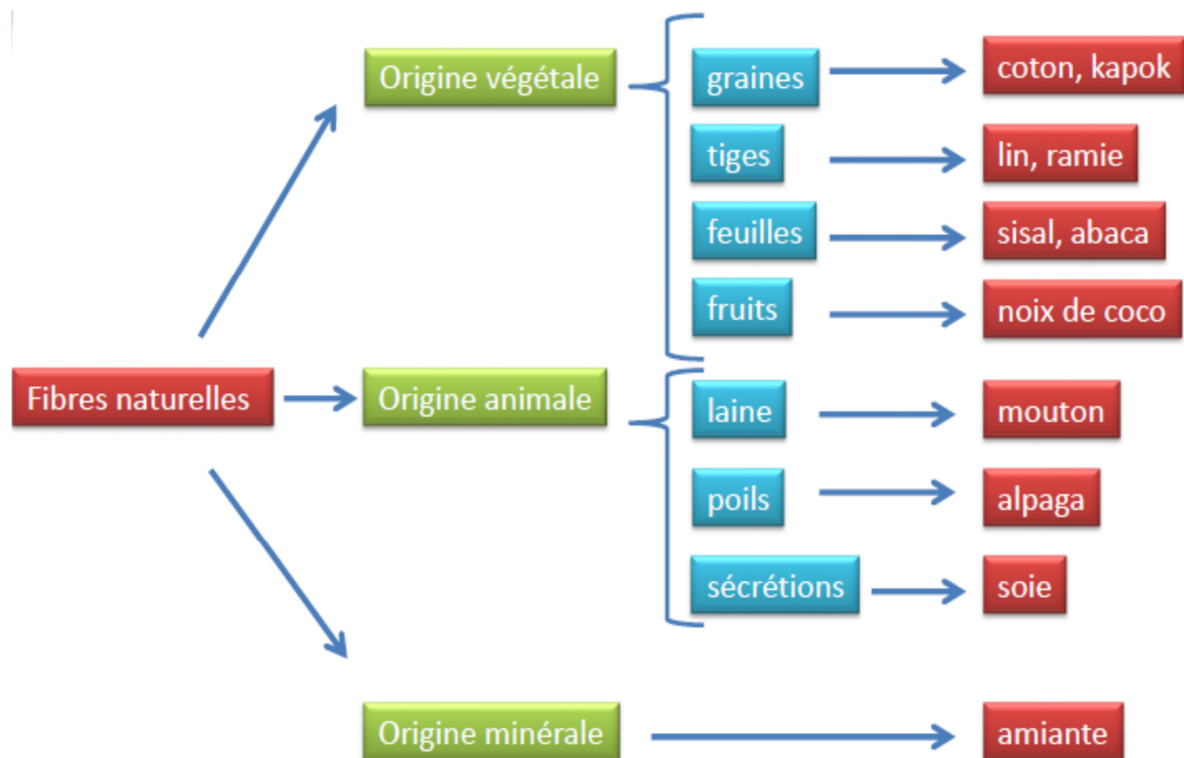 Origine végétale
graines
coton, kapok
tiges
lin, ramie
feuilles
sisal, abaca
fruits
noix de coco
Fibres naturelles
Origine animale
laine
mouton
poils
alpaga
sécrétions
soie
Origine minérale
amiante